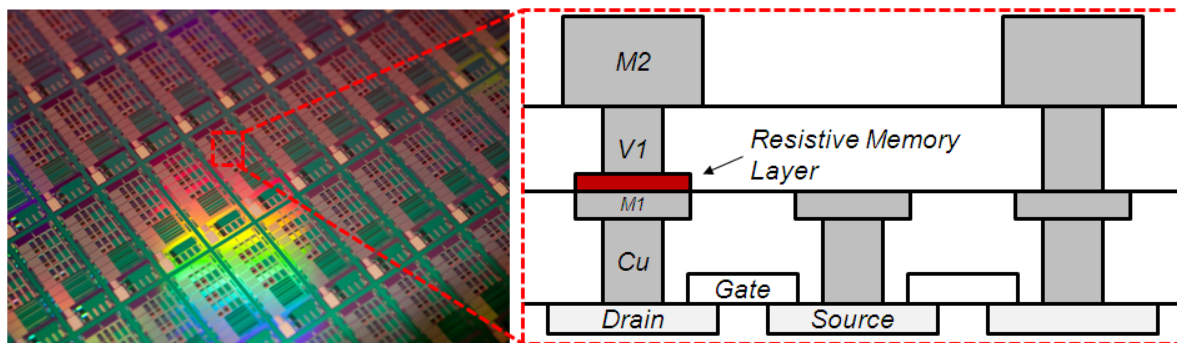 M2
V1
Resistive Memory
Layer
M1
Cu
Gate
Drain
Source